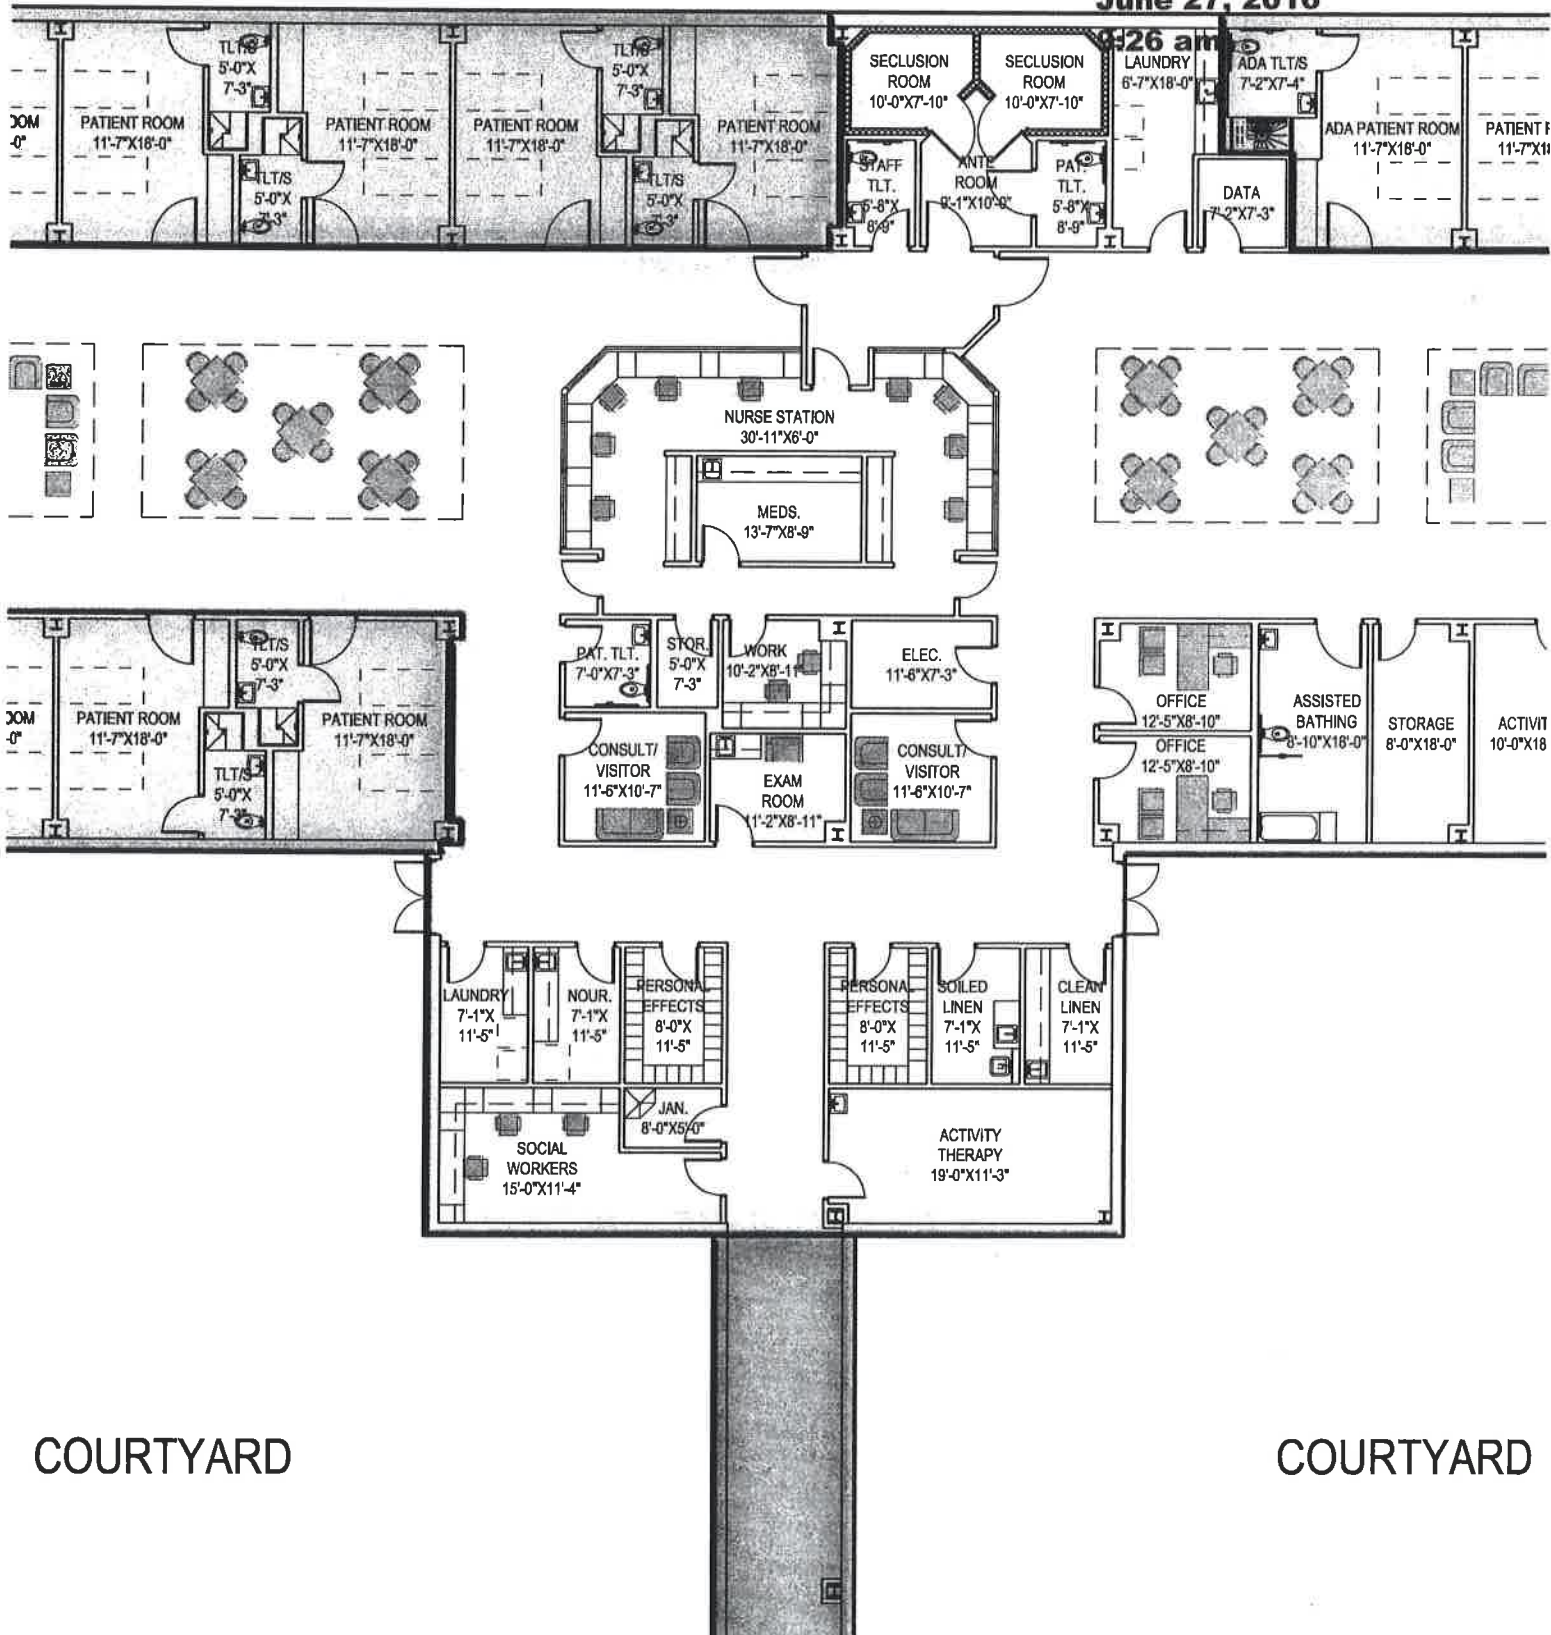 June 27, 2016
9:26 am
TLT/S
5'-0"X
7'-3"
TLT/S
5'-0"X
7'-3"
SECLUSION
ROOM
10'-0"X7'-10"
SECLUSION
ROOM
10'-0"X7'-10"
LAUNDRY
6'-7"X18'-0"
ADA TLT/S
7'-2"X7'-4"
PATIENT ROOM
11'-7"X18'-0"
PATIENT ROOM
11'-7"X18'-0"
PATIENT ROOM
11'-7"X18'-0"
PATIENT ROOM
11'-7"X18'-0"
ADA PATIENT ROOM
11'-7"X18'-0"
PATIENT
TLT/S
5'-0"X
7'-3"
TLT/S
5'-0"X
7'-3"
STAFF
TLT.
5'-8"X
8'-9"
ANTE
ROOM
9'-1"X10'-9"
PAT.
TLT.
5'-8"X
8'-9"
DATA
7'-2"X7'-3"
NURSE STATION
30'-11"X6'-0"
MEDS.
13'-7"X8'-9"
TLT/S
5'-0"X
7'-3"
PAT. TLT.
7'-0"X7'-3"
STOR.
5'-0"X
7'-3"
WORK
10'-2"X8'-11"
ELEC.
11'-6"X7'-3"
PATIENT ROOM
11'-7"X18'-0"
PATIENT ROOM
11'-7"X18'-0"
OFFICE
12'-5"X8'-10"
OFFICE
12'-5"X8'-10"
ASSISTED
BATHING
8'-10"X18'-0"
STORAGE
8'-0"X18'-0"
ACTIVIT
10'-0"X18
TLT/S
5'-0"X
7'-3"
CONSULT/
VISITOR
11'-6"X10'-7"
EXAM
ROOM
11'-2"X8'-11"
CONSULT/
VISITOR
11'-6"X10'-7"
LAUNDRY
7'-1"X
11'-5"
NOUR.
7'-1"X
11'-5"
PERSONAL
EFFECTS
8'-0"X
11'-5"
PERSONAL
EFFECTS
8'-0"X
11'-5"
SOILED
LINEN
7'-1"X
11'-5"
CLEAN
LINEN
7'-1"X
11'-5"
JAN.
8'-0"X5'-0"
SOCIAL
WORKERS
15'-0"X11'-4"
ACTIVITY
THERAPY
19'-0"X11'-3"
COURTYARD
COURTYARD